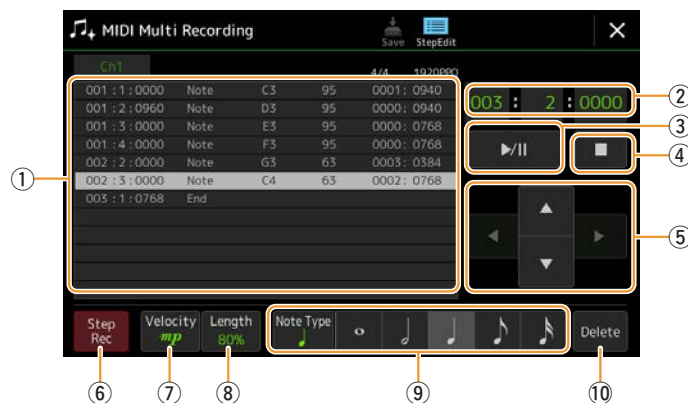 MIDI Multi Recording
Save StepEdit
Ch1 4/4 1920PPQ
001 : 1 : 0000 Note C3 95 0001 : 0940
001 : 2 : 0960 Note D3 95 0000 : 0940
001 : 3 : 0000 Note E3 95 0000 : 0768
001 : 4 : 0000 Note F3 95 0000 : 0768
002 : 2 : 0000 Note G3 63 0003 : 0384
002 : 3 : 0000 Note C4 63 0002 : 0768
003 : 1 : 0768 End
003 : 2 : 0000
Step Rec
Velocity mp
Length 80%
Note Type
Delete
①
②
③
④
⑤
⑥ ⑦ ⑧ ⑨ ⑩